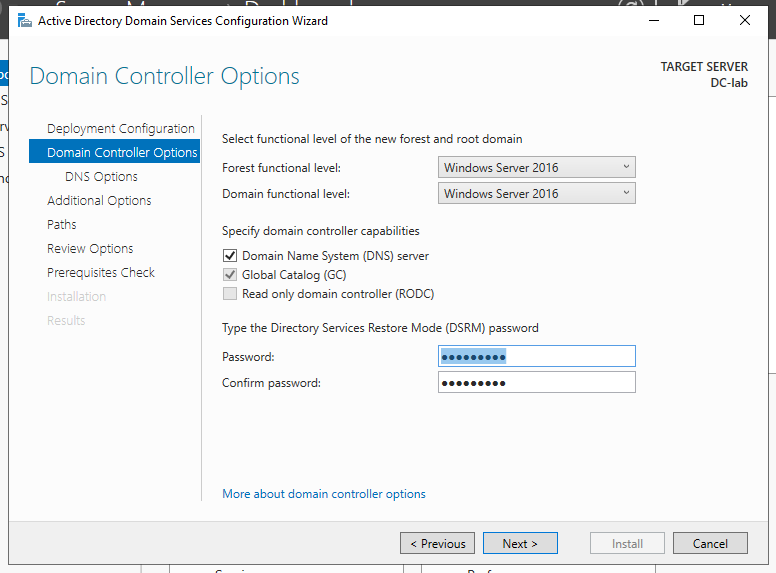 Active Directory Domain Services Configuration Wizard
Domain Controller Options
TARGET SERVER
DC-lab
Deployment Configuration
Domain Controller Options
DNS Options
Additional Options
Paths
Review Options
Prerequisites Check
Installation
Results
Select functional level of the new forest and root domain
Forest functional level: Windows Server 2016
Domain functional level: Windows Server 2016
Specify domain controller capabilities
Domain Name System (DNS) server
Global Catalog (GC)
Read only domain controller (RODC)
Type the Directory Services Restore Mode (DSRM) password
Password: ●●●●●●●●●
Confirm password: ●●●●●●●●●
More about domain controller options
< Previous
Next >
Install
Cancel